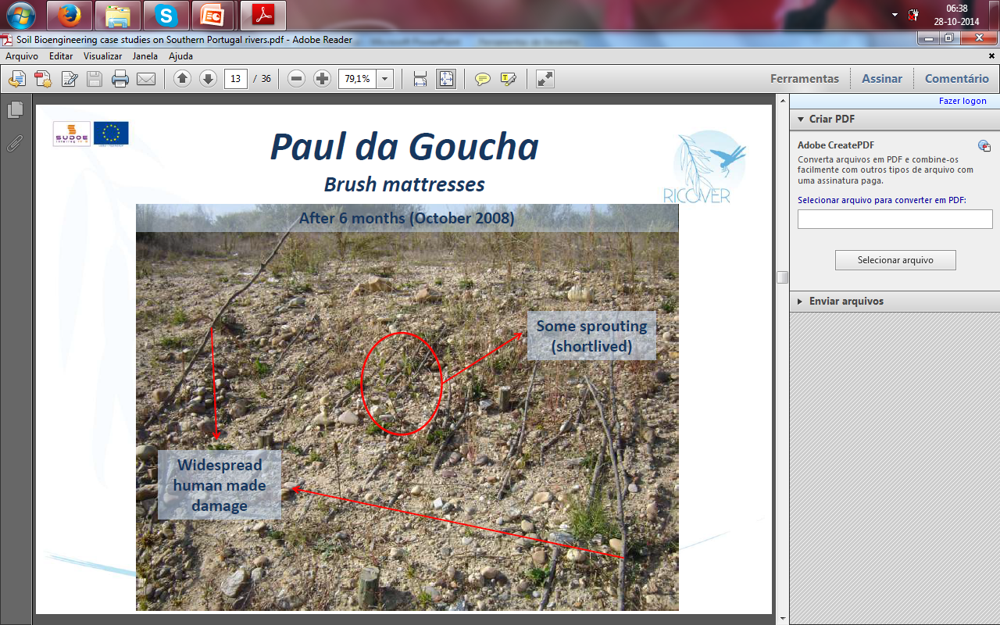 06:38
28-10-2014
Soil Bioengineering case studies on Southern Portugal rivers.pdf - Adobe Reader
Arquivo Editar Visualizar Janela Ajuda
13 / 36 79,1% Ferramentas Assinar Comentário
Fazer logon
Criar PDF
Adobe CreatePDF
Converta arquivos em PDF e combine-os
facilmente com outros tipos de arquivo com
uma assinatura paga.
Selecionar arquivo para converter em PDF:
Selecionar arquivo
Enviar arquivos
SUDOE
Paul da Goucha
Brush mattresses
RICOVER
After 6 months (October 2008)
Some sprouting
(shortlived)
Widespread
human made
damage